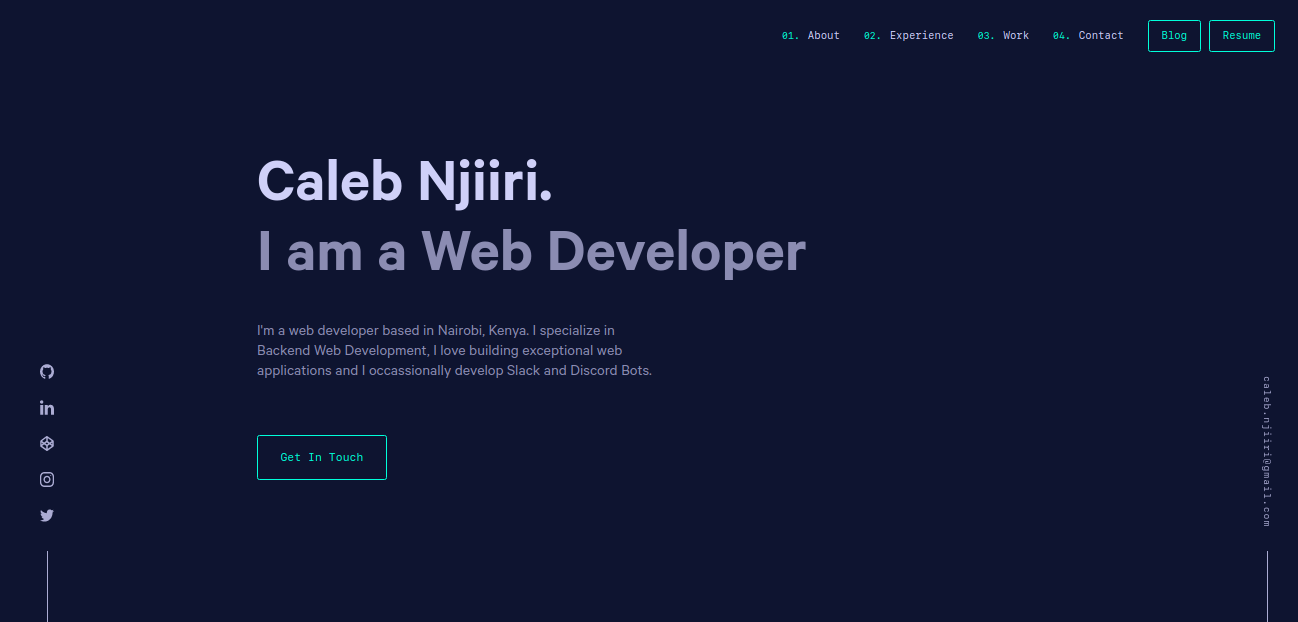 01. About 02. Experience 03. Work 04. Contact Blog Resume
Caleb Njiiri.
I am a Web Developer
I'm a web developer based in Nairobi, Kenya. I specialize in
Backend Web Development, I love building exceptional web
applications and I occassionally develop Slack and Discord Bots.
Get In Touch
caleb.njiiri@gmail.com